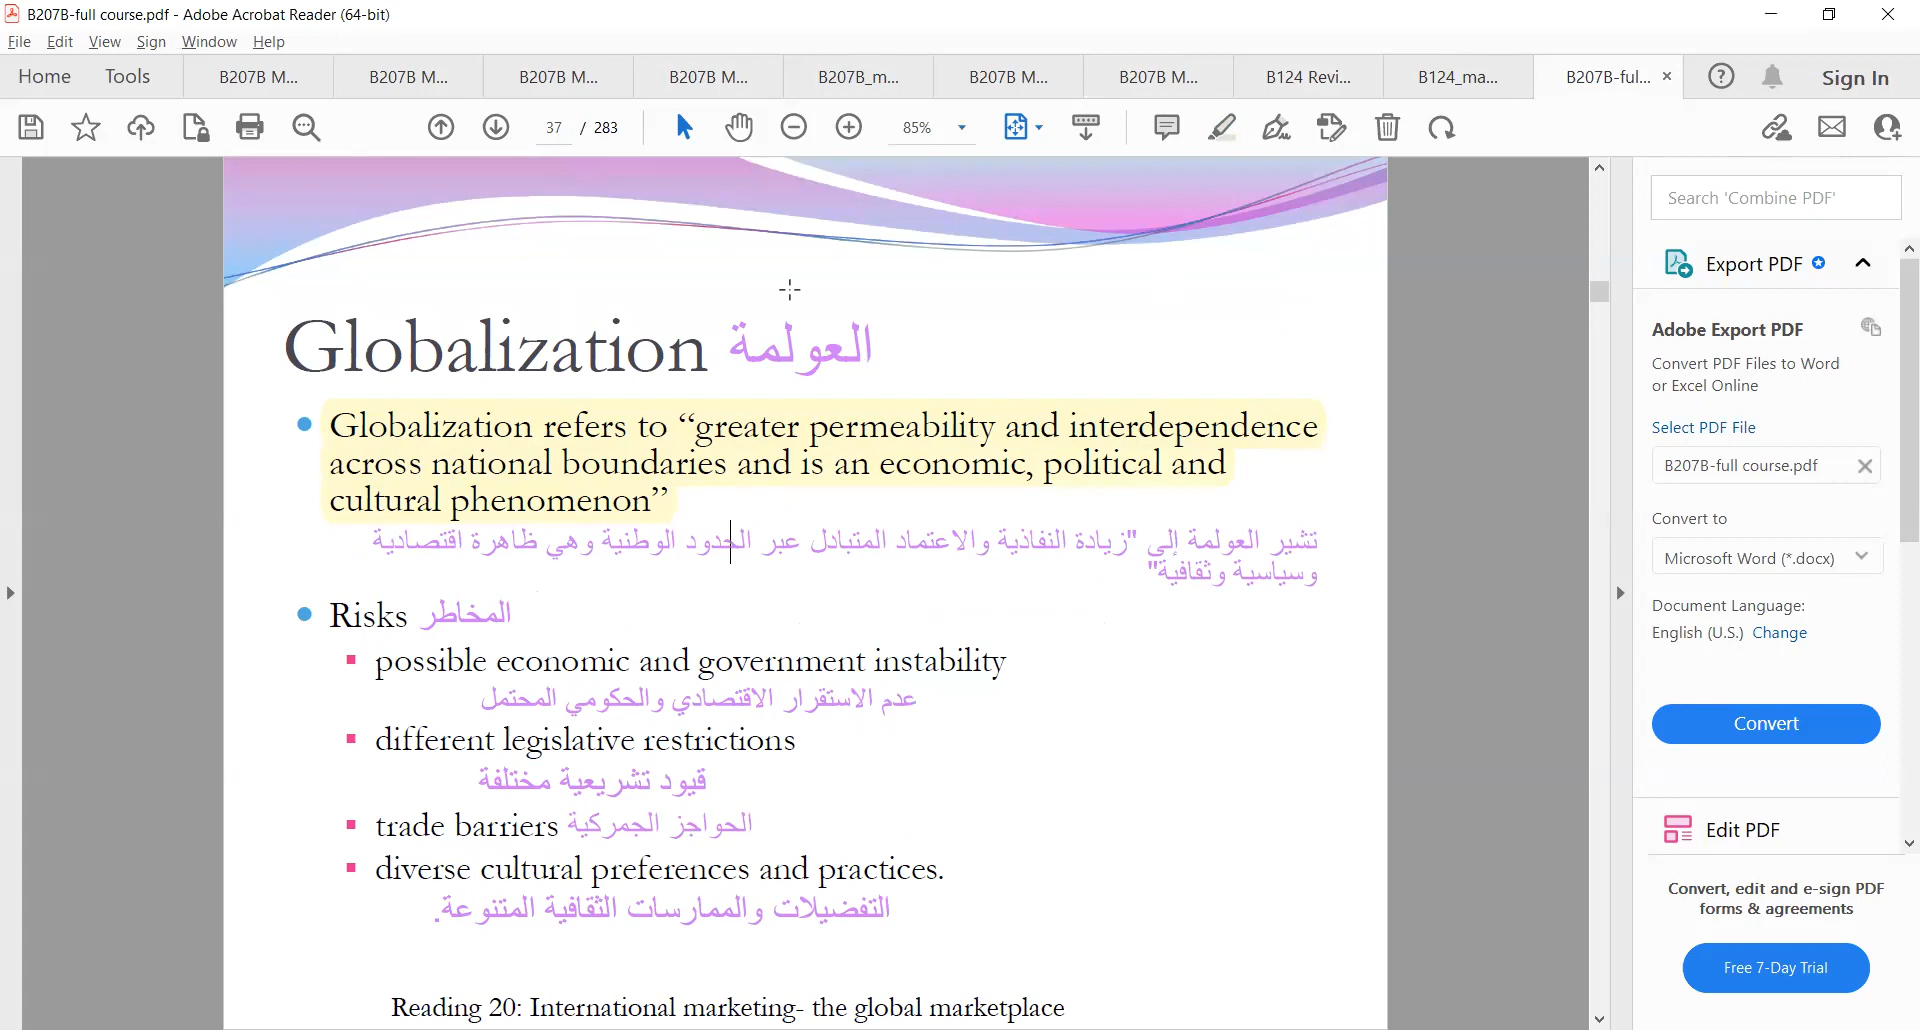 B207B-full course.pdf - Adobe Acrobat Reader (64-bit)
File Edit View Sign Window Help
Home Tools B207B M... B207B M... B207B M... B207B M... B207B_m... B207B M... B207B M... B124 Revi... B124_ma... B207B-ful... Sign In
37 / 283 85%
Search 'Combine PDF'
Export PDF
Adobe Export PDF
Convert PDF Files to Word
or Excel Online
Select PDF File
B207B-full course.pdf
Convert to
Microsoft Word (*.docx)
Document Language:
English (U.S.) Change
Convert
Edit PDF
Convert, edit and e-sign PDF
forms & agreements
Free 7-Day Trial
Globalization العولمة
Globalization refers to “greater permeability and interdependence
across national boundaries and is an economic, political and
cultural phenomenon”
تشير العولمة إلى "زيادة النفاذية والاعتماد المتبادل عبر الحدود الوطنية وهي ظاهرة اقتصادية
وسياسية وثقافية"
Risks المخاطر
possible economic and government instability
عدم الاستقرار الاقتصادي والحكومي المحتمل
different legislative restrictions
قيود تشريعية مختلفة
trade barriers الحواجز الجمركية
diverse cultural preferences and practices.
التفضيلات والممارسات الثقافية المتنوعة.
Reading 20: International marketing- the global marketplace